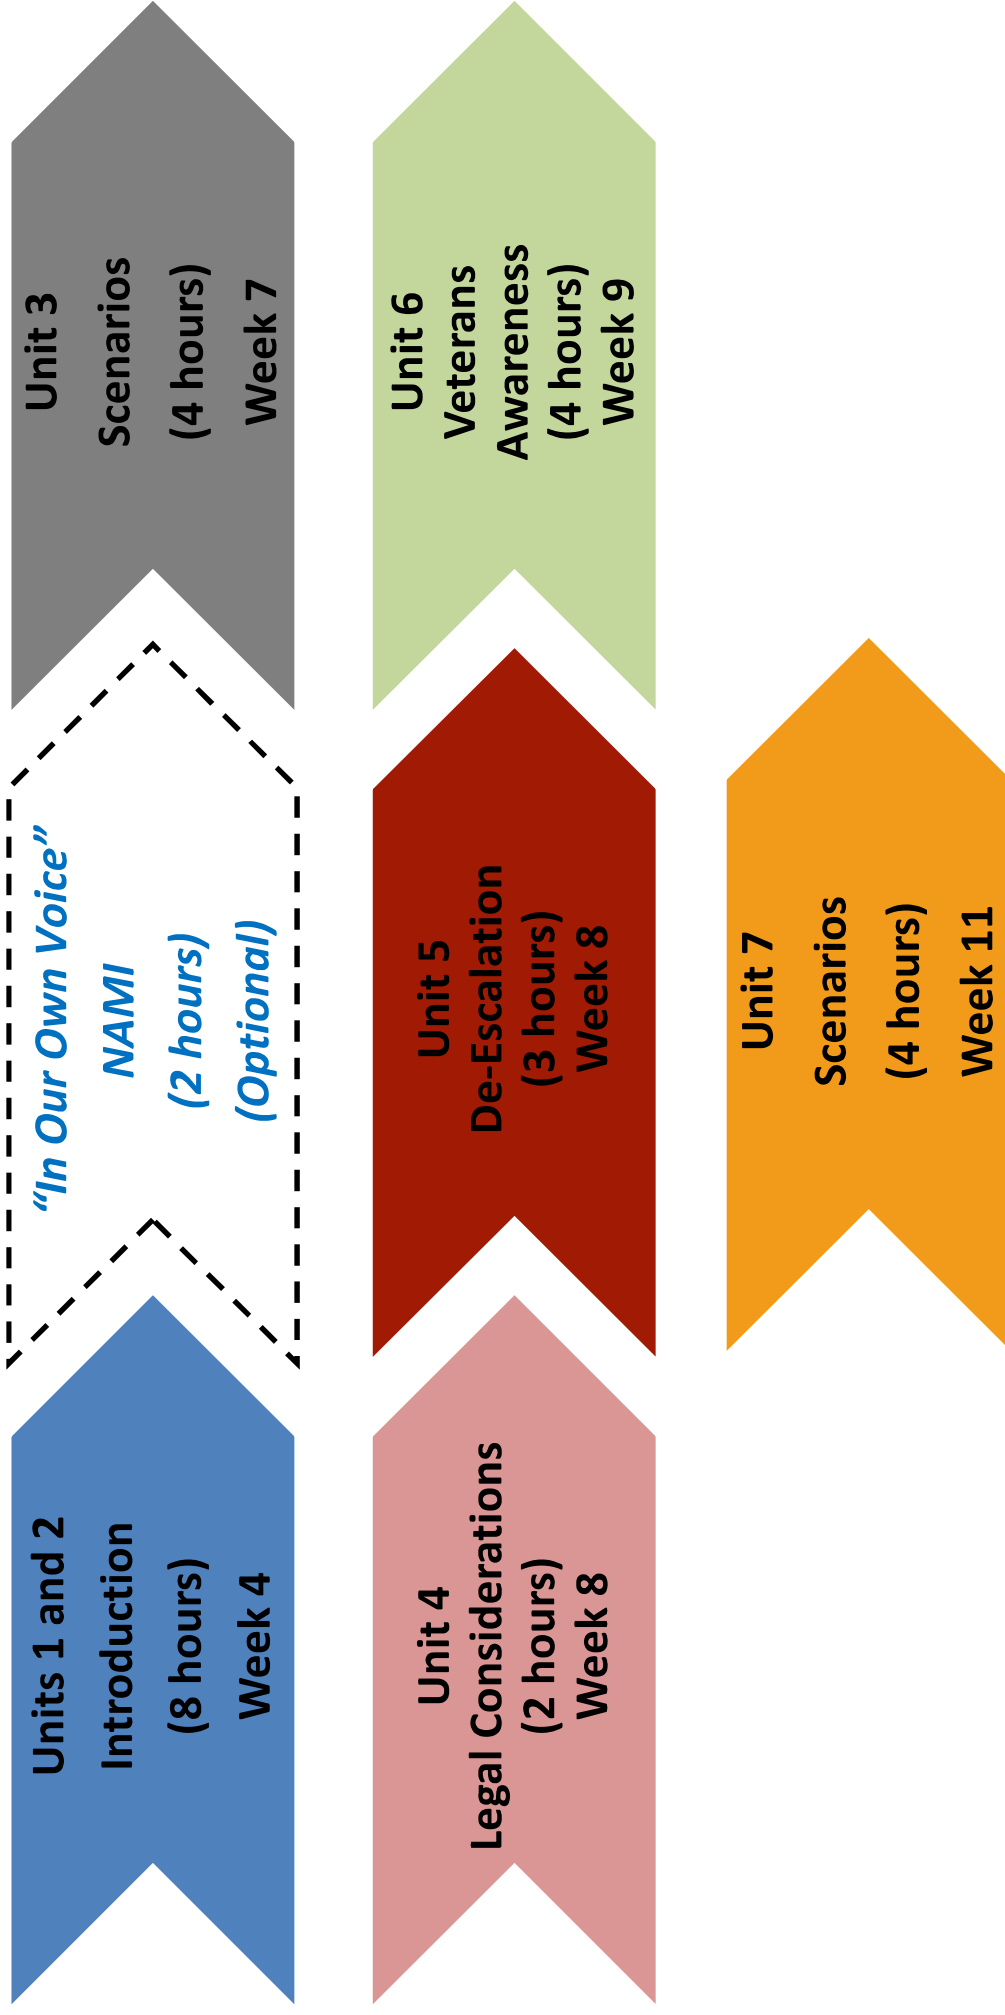 Units 1 and 2
Introduction
(8 hours)
Week 4
“In Our Own Voice”
NAMI
(2 hours)
(Optional)
Unit 3
Scenarios
(4 hours)
Week 7
Unit 4
Legal Considerations
(2 hours)
Week 8
Unit 5
De-Escalation
(3 hours)
Week 8
Unit 6
Veterans
Awareness
(4 hours)
Week 9
Unit 7
Scenarios
(4 hours)
Week 11